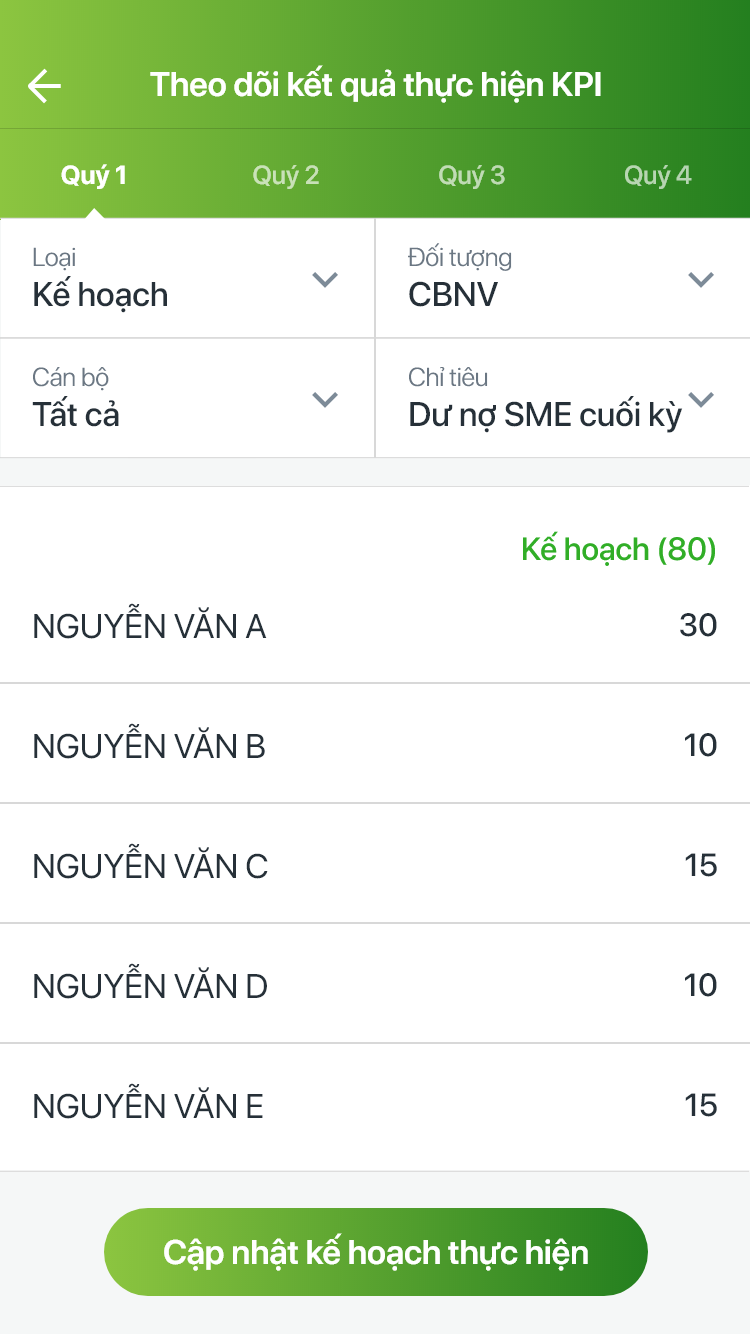 Theo dõi kết quả thực hiện KPI
Quý 1 Quý 2 Quý 3 Quý 4
Loại
Kế hoạch
Đối tượng
CBNV
Cán bộ
Tất cả
Chỉ tiêu
Dư nợ SME cuối kỳ
Kế hoạch (80)
NGUYỄN VĂN A 30
NGUYỄN VĂN B 10
NGUYỄN VĂN C 15
NGUYỄN VĂN D 10
NGUYỄN VĂN E 15
Cập nhật kế hoạch thực hiện